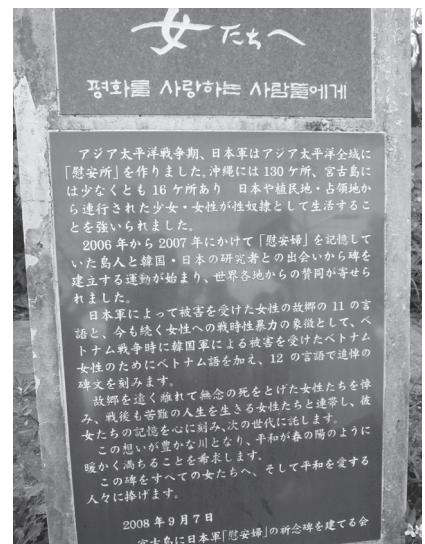 女たちへ
평화를 사랑하는 사람들에게
アジア太平洋戦争期、日本軍はアジア太平洋全域に
「慰安所」を作りました。沖縄には130ケ所、宮古島に
は少なくとも16ケ所あり 日本や植民地・占領地か
ら連行された少女・女性が性奴隷として生活するこ
とを強いられました。
2006年から2007年にかけて「慰安婦」を記憶して
いた島人と韓国・日本の研究者との出会いから碑を
建立する運動が始まり、世界各地からの賛同が寄せら
れました。
日本軍によって被害を受けた女性の故郷の11の言
語と、今も続く女性への戦時性暴力の象徴として、ベ
トナム戦争時に韓国軍による被害を受けたベトナム
女性のためにベトナム語を加え、12の言語で追悼の
碑文を刻みます。
故郷を遠く離れて無念の死をとげた女性たちを悼
み、戦後も苦難の人生を生きる女性たちと連帯し、彼
女たちの記憶を心に刻み、次の世代に託します。
この想いが豊かな川となり、平和が春の陽のように
暖かく満ちることを希求します。
この碑をすべての女たちへ、そして平和を愛する
人々に捧げます。
2008年9月7日
宮古島に日本軍「慰安婦」の祈念碑を建てる会